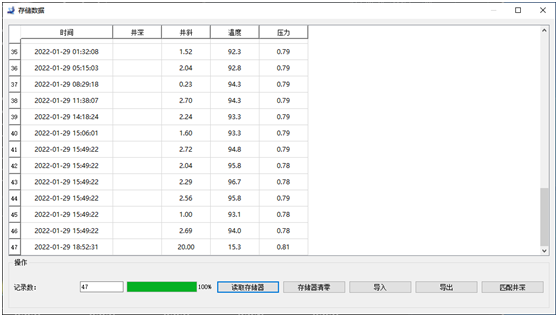 存储数据
时间 井深 井斜 温度 压力
35 2022-01-29 01:32:08 1.52 92.3 0.79
36 2022-01-29 05:15:03 2.04 92.8 0.79
37 2022-01-29 08:29:18 0.23 94.3 0.79
38 2022-01-29 11:38:07 2.70 94.3 0.79
39 2022-01-29 14:18:24 2.24 93.3 0.79
40 2022-01-29 15:06:01 1.60 93.3 0.79
41 2022-01-29 15:49:22 2.72 94.8 0.79
42 2022-01-29 15:49:22 2.04 95.8 0.78
43 2022-01-29 15:49:22 2.29 96.7 0.78
44 2022-01-29 15:49:22 2.56 95.8 0.79
45 2022-01-29 15:49:22 1.00 93.1 0.78
46 2022-01-29 15:49:22 2.69 94.0 0.78
47 2022-01-29 18:52:31 20.00 15.3 0.81
操作
记录数: 47 100% 读取存储器 存储器清零 导入 导出 匹配井深